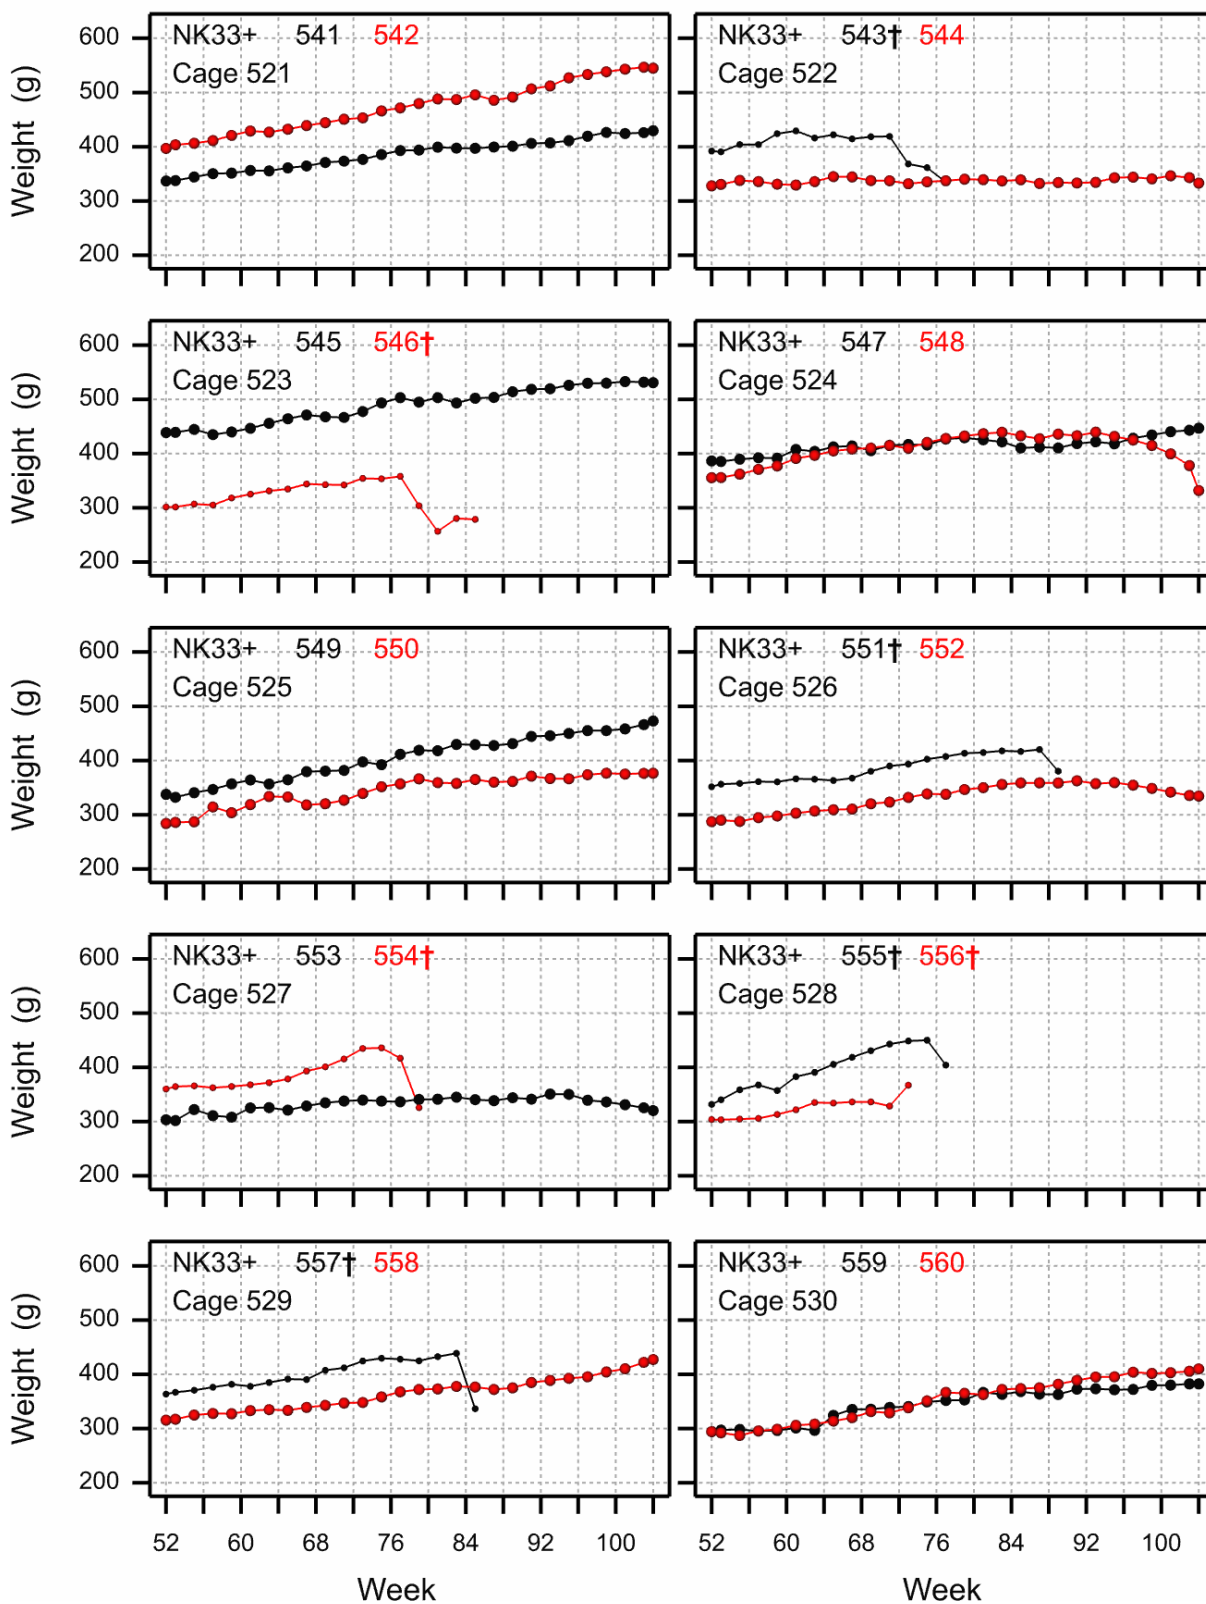 NK33+ 541 542
Cage 521
600
500
400
300
200
Weight (g)
NK33+ 543† 544
Cage 522
NK33+ 545 546†
Cage 523
600
500
400
300
200
Weight (g)
NK33+ 547 548
Cage 524
NK33+ 549 550
Cage 525
600
500
400
300
200
Weight (g)
NK33+ 551† 552
Cage 526
NK33+ 553 554†
Cage 527
600
500
400
300
200
Weight (g)
NK33+ 555† 556†
Cage 528
NK33+ 557† 558
Cage 529
600
500
400
300
200
Weight (g)
NK33+ 559 560
Cage 530
52 60 68 76 84 92 100
Week
52 60 68 76 84 92 100
Week